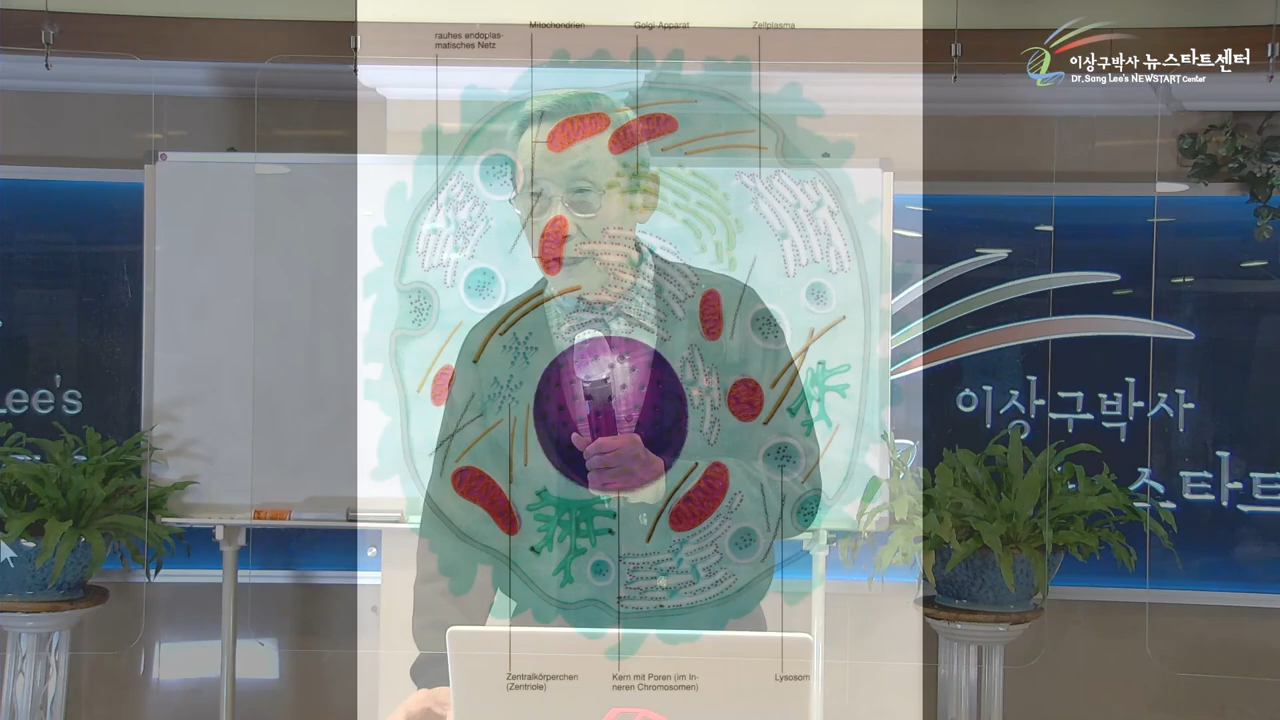 Mitochondrien
Golgi-Apparat
Zellplasma
rauhes endoplas-
matisches Netz
이상구박사 뉴스타트센터
Dr. Sang Lee's NEWSTART Center
Lee's
이상구박사
스타트
Zentralkörperchen
(Zentriole)
Kern mit Poren (im In-
neren Chromosomen)
Lysosom